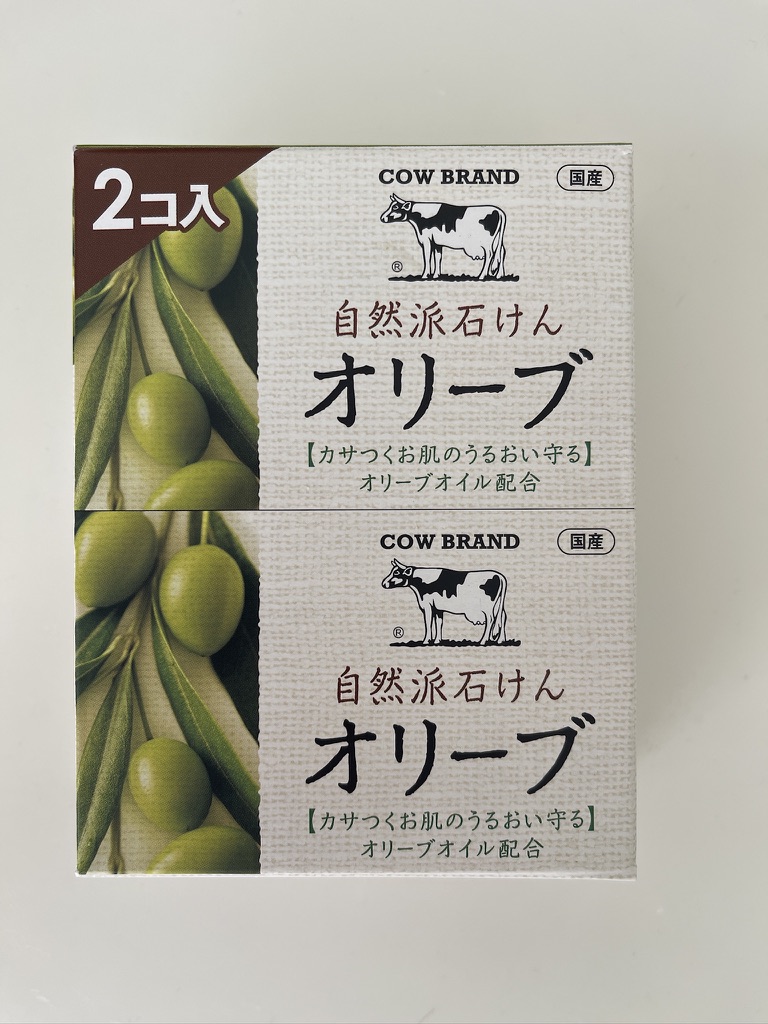 2コ入
COW BRAND
国産
®
自然派石けん
オリーブ
【カサつくお肌のうるおい守る】
オリーブオイル配合
COW BRAND
国産
®
自然派石けん
オリーブ
【カサつくお肌のうるおい守る】
オリーブオイル配合